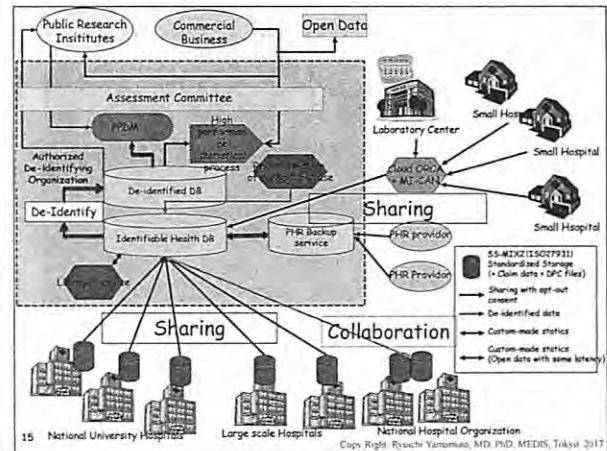 Public Research
Insititutes
Commercial
Business
Open Data
Assessment Committee
PPDM
High
process
Authorized
De-Identifying
Organization
De-identified DB
De-Identify
Identifiable Health DB
PHR Backup
service
Laboratory Center
Small Hospital
Small Hospital
Small Hsopital
Cloud ORCA
+ MI-CAN
Sharing
PHR providor
PHR Providor
SS-MIX2(ISO27931)
Standardized Storage
(+ Claim data + DPC files)
Sharing with opt-out
consent
De-identified data
Custom-made statics
Custom-made statics
(Open data with some latency)
Sharing
Collaboration
National University Hospitals
Large scale Hospitals
National Hospital Organization
15
Copy Right: Ryuichi Yamamoto, MD, PhD, MEDIS, Tokyo, 2017